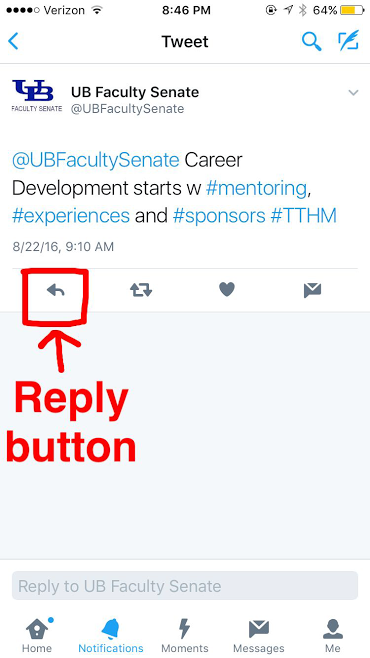 Verizon 8:46 PM 64%
Tweet
UB
FACULTY SENATE
UB Faculty Senate
@UBFacultySenate
@UBFacultySenate Career
Development starts w #mentoring,
#experiences and #sponsors #TTHM
8/22/16, 9:10 AM
Reply
button
Reply to UB Faculty Senate
Home Notifications Moments Messages Me